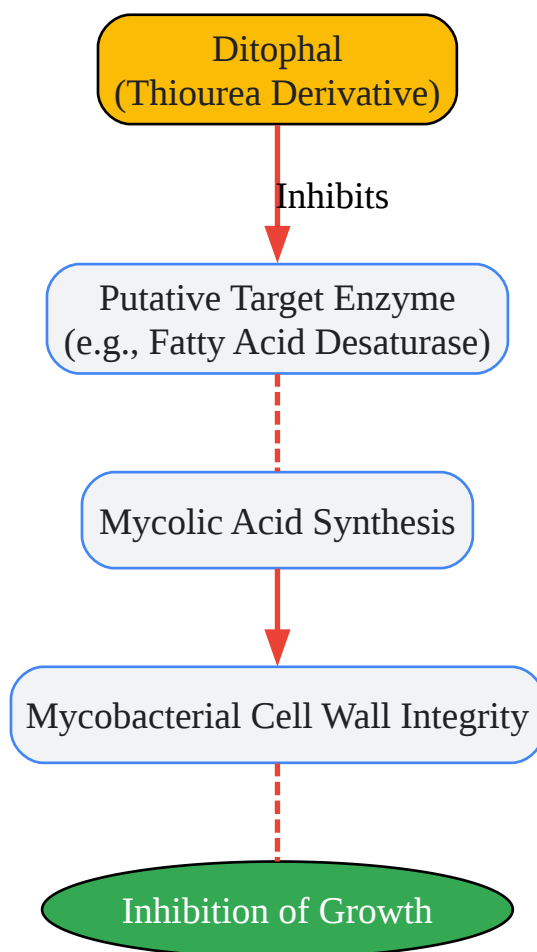 Ditophal
(Thiourea Derivative)
Inhibits
Putative Target Enzyme
(e.g., Fatty Acid Desaturase)
Mycolic Acid Synthesis
Mycobacterial Cell Wall Integrity
Inhibition of Growth